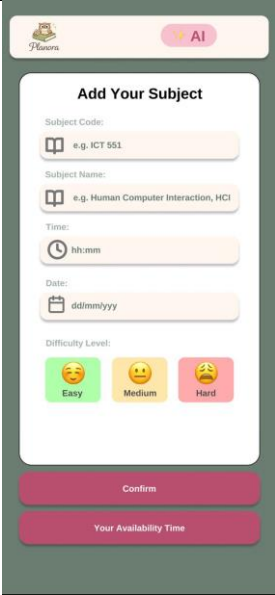 Planora
AI
Add Your Subject
Subject Code:
e.g. ICT 551
Subject Name:
e.g. Human Computer Interaction, HCI
Time:
hh:mm
Date:
dd/mm/yyy
Difficulty Level:
Easy Medium Hard
Confirm
Your Availability Time